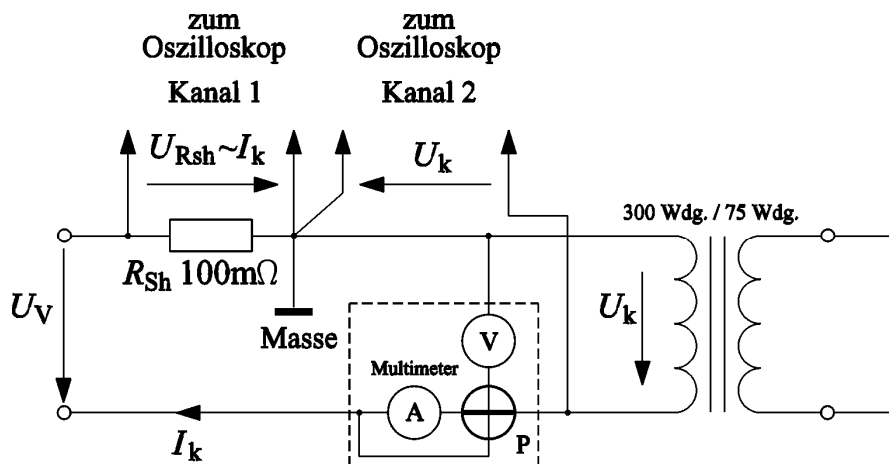 zum
Oszilloskop
Kanal 1
zum
Oszilloskop
Kanal 2
U_Rsh~I_k
U_k
300 Wdg. / 75 Wdg.
R_Sh 100mΩ
U_V
Masse
U_k
V
Multimeter
A
P
I_k